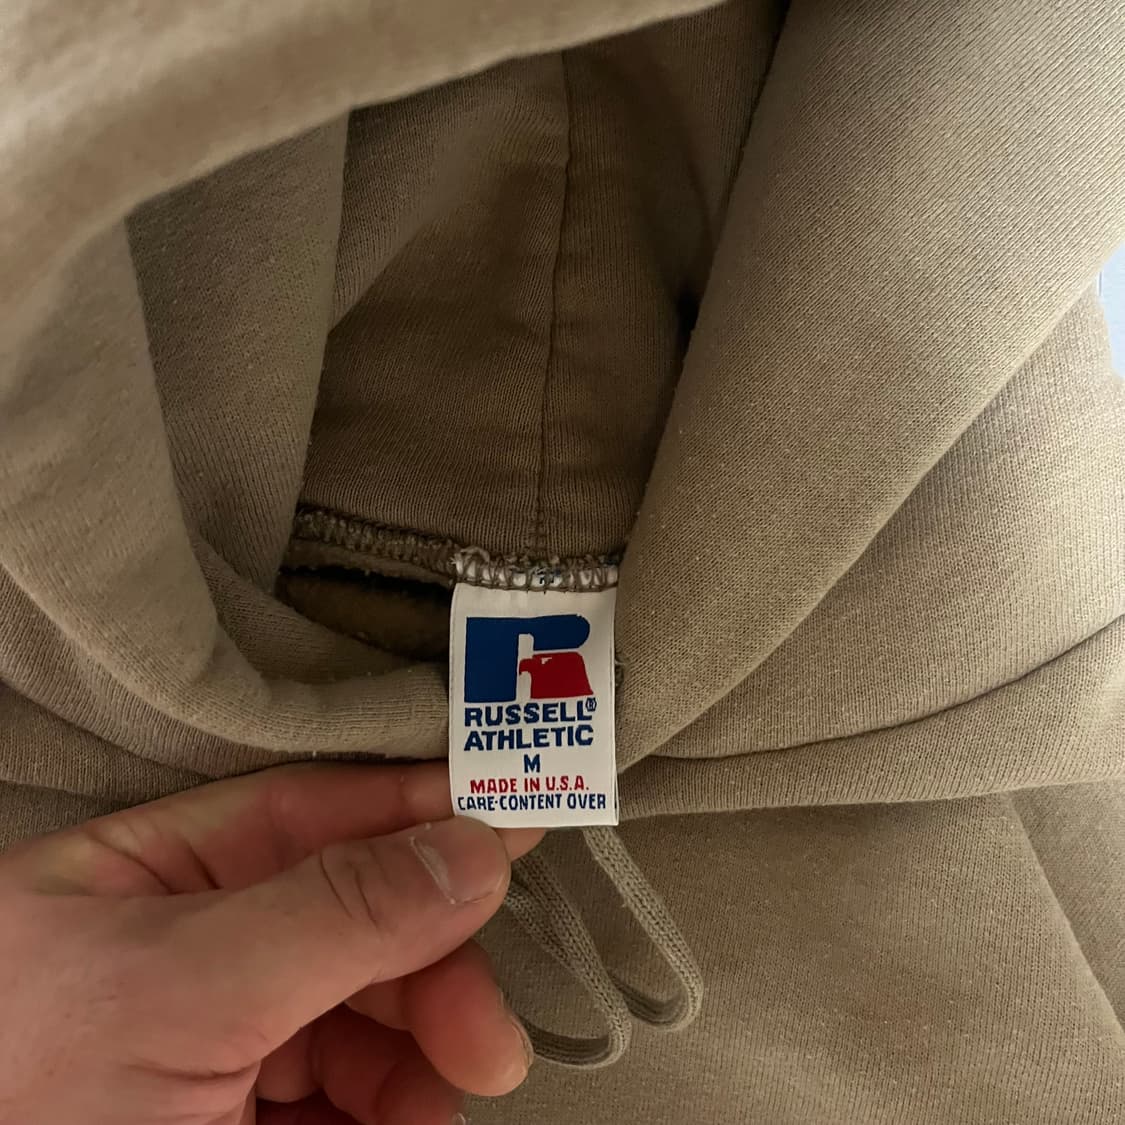 RUSSELL®
ATHLETIC
M
MADE IN U.S.A.
CARE-CONTENT OVER